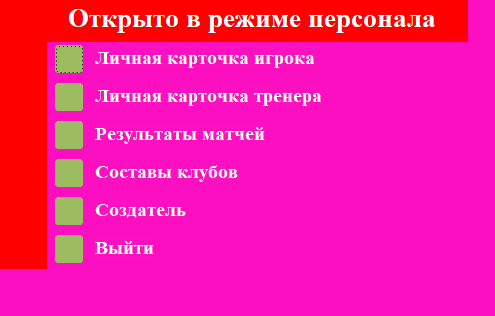 Открыто в режиме персонала
Личная карточка игрока
Личная карточка тренера
Результаты матчей
Составы клубов
Создатель
Выйти